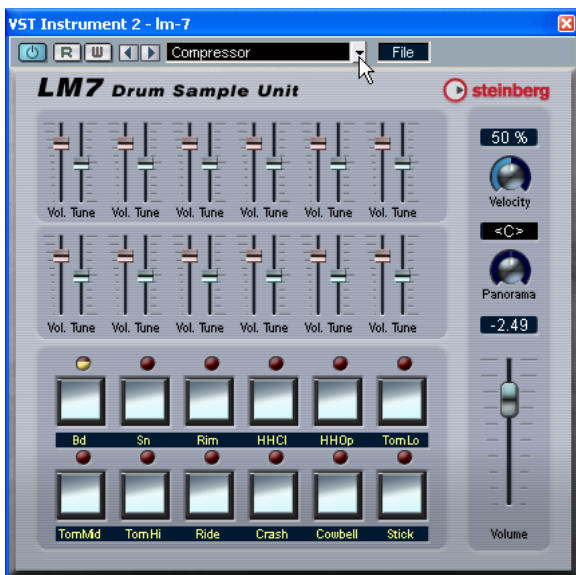 VST Instrument 2 - lm-7
R W Compressor File
LM7 Drum Sample Unit
steinberg
50 %
Velocity
<C>
Panorama
-2.49
Vol. Tune Vol. Tune Vol. Tune Vol. Tune Vol. Tune Vol. Tune
Vol. Tune Vol. Tune Vol. Tune Vol. Tune Vol. Tune Vol. Tune
Bd Sn Rim HHCl HHOp TomLo
TomMid TomHi Ride Crash Cowbell Stick
Volume